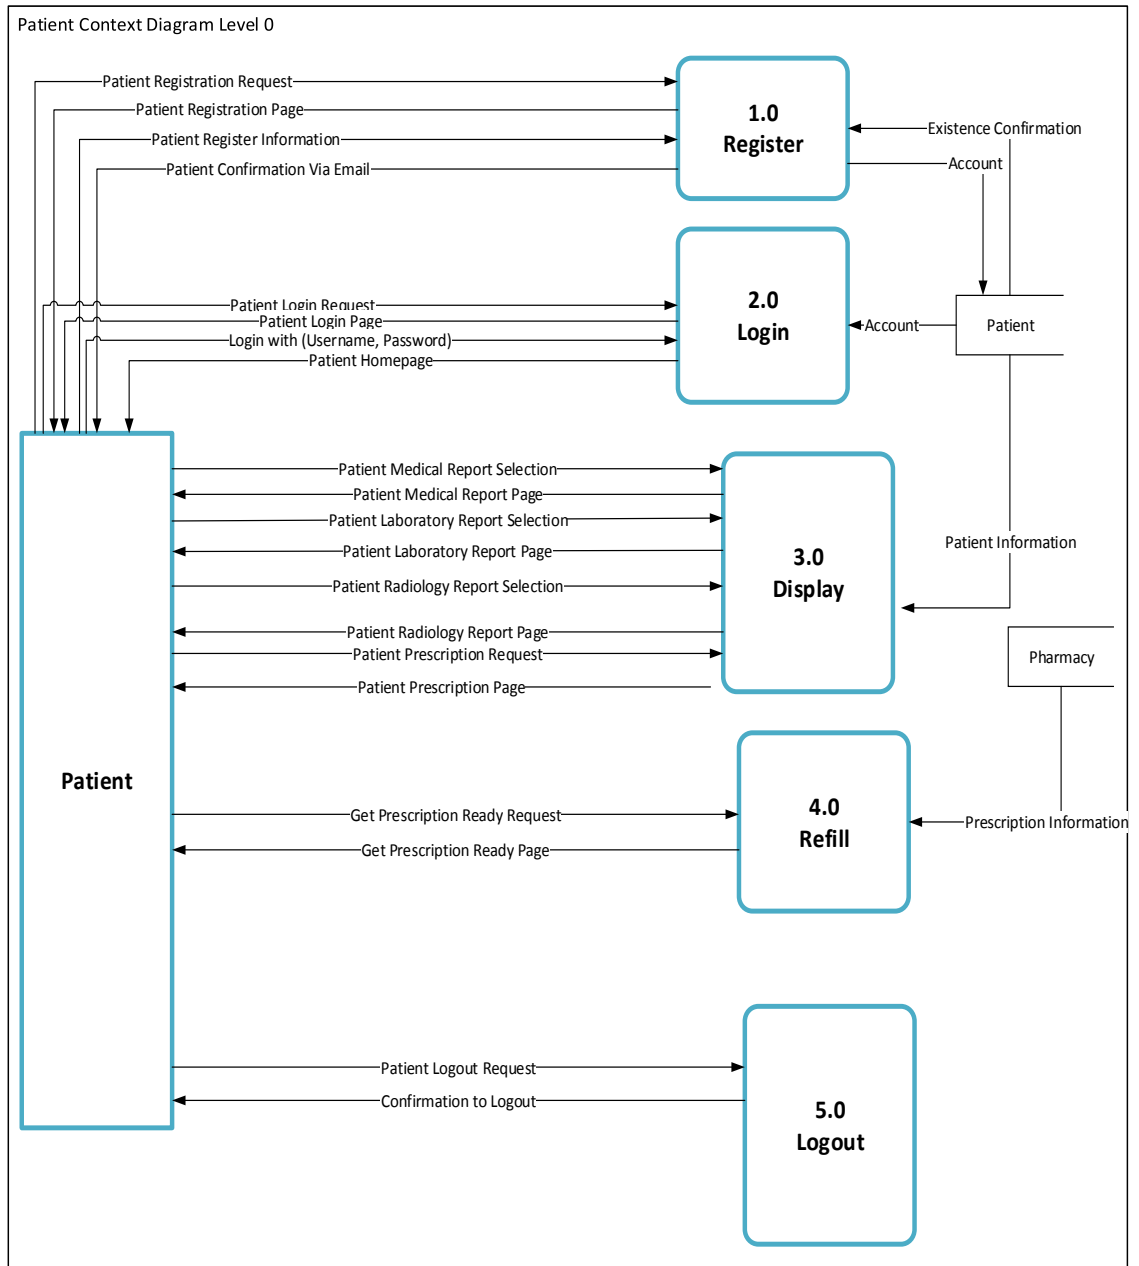 Patient Context Diagram Level 0
Patient Registration Request
Patient Registration Page
Patient Register Information
Patient Confirmation Via Email
1.0
Register
Existence Confirmation
Account
Patient Login Request
Patient Login Page
Login with (Username, Password)
Patient Homepage
2.0
Login
Account
Patient
Patient Medical Report Selection
Patient Medical Report Page
Patient Laboratory Report Selection
Patient Laboratory Report Page
Patient Radiology Report Selection
Patient Radiology Report Page
Patient Prescription Request
Patient Prescription Page
3.0
Display
Patient Information
Pharmacy
Patient
Get Prescription Ready Request
Get Prescription Ready Page
4.0
Refill
Prescription Information
Patient Logout Request
Confirmation to Logout
5.0
Logout